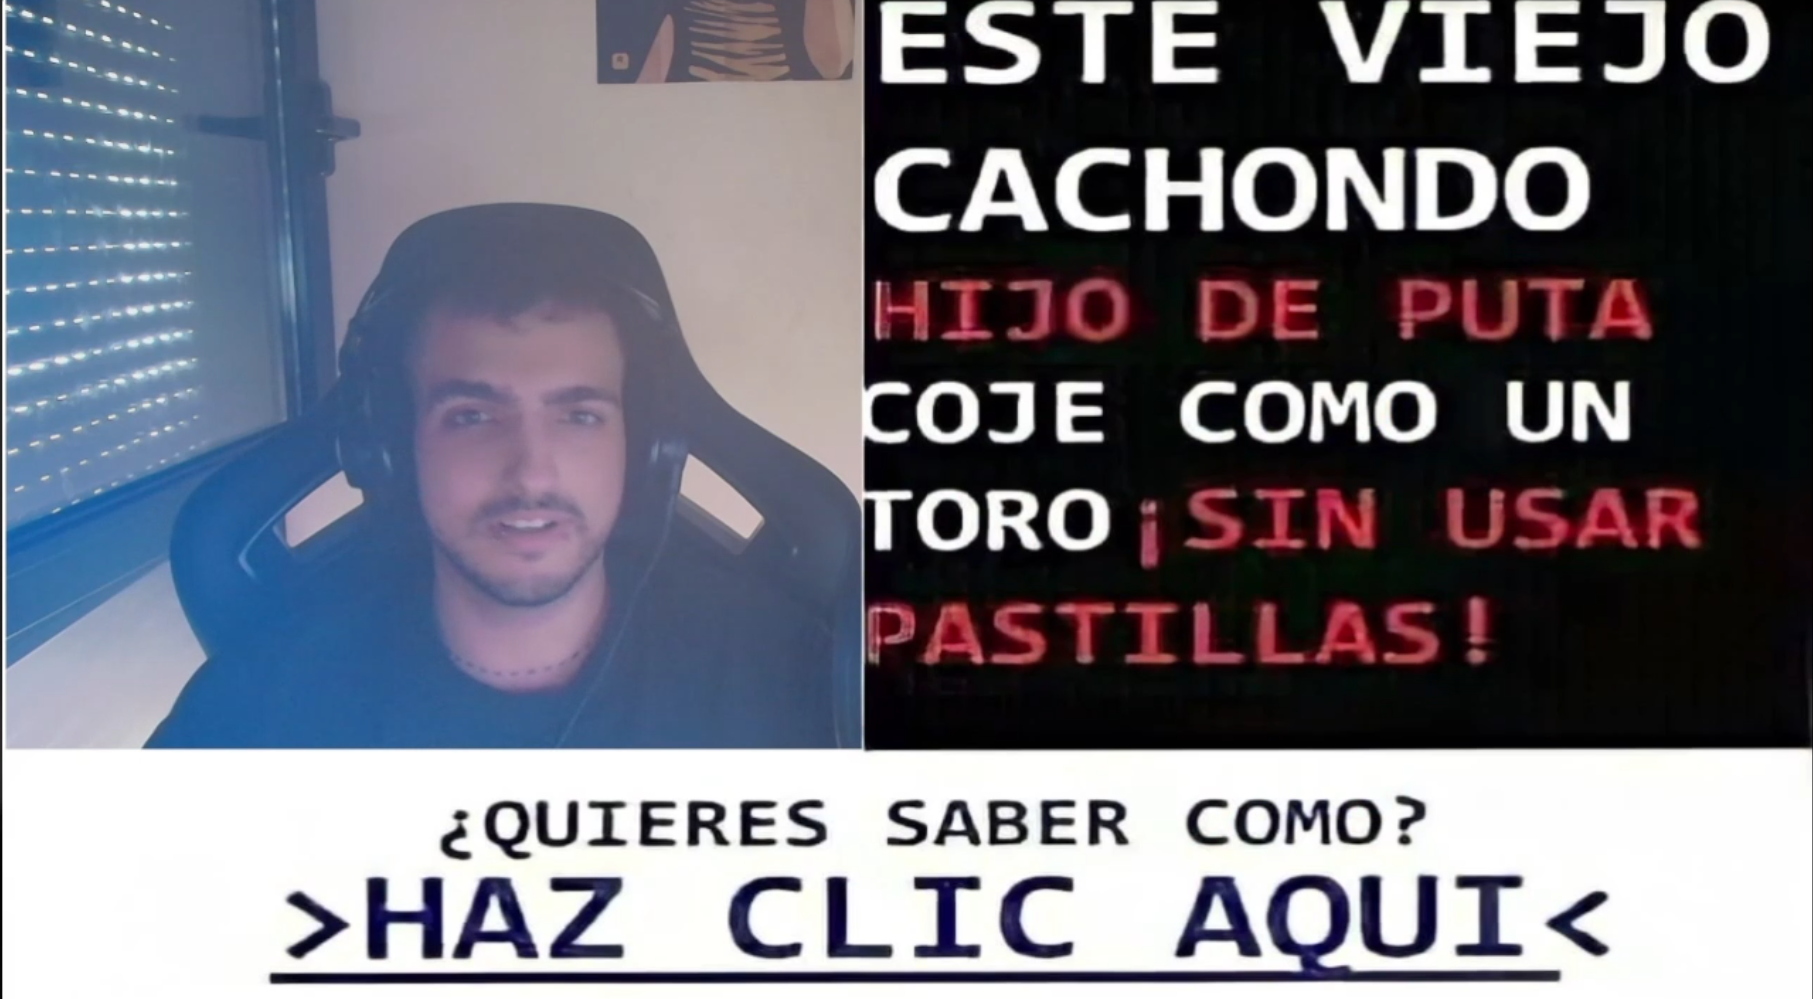 ESTE VIEJO
CACHONDO
HIJO DE PUTA
COJE COMO UN
TORO ¡SIN USAR
PASTILLAS!
¿QUIERES SABER COMO?
>HAZ CLIC AQUI<